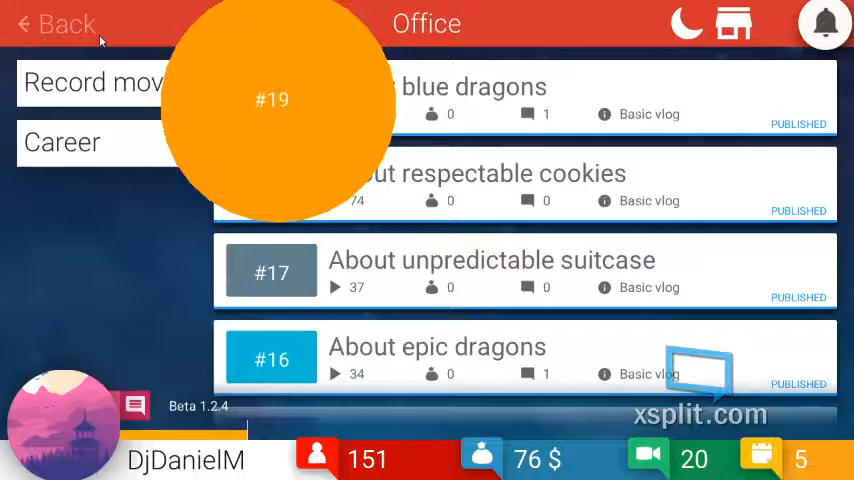 Back
Office
Record mov
Career
#19
blue dragons
0
1
Basic vlog
PUBLISHED
ut respectable cookies
74
0
0
Basic vlog
PUBLISHED
#17
About unpredictable suitcase
37
0
0
Basic vlog
PUBLISHED
#16
About epic dragons
34
0
1
Basic vlog
PUBLISHED
xsplit.com
Beta 1.2.4
DjDanielM
151
76 $
20
5